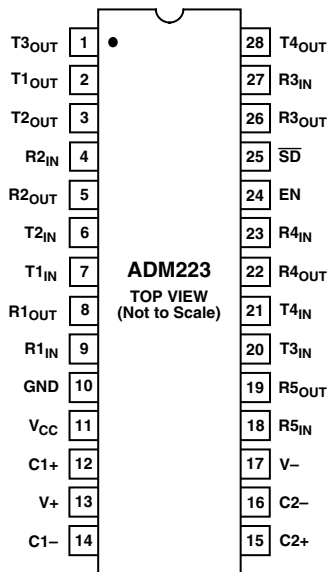 T3OUT 1 28 T4OUT
T1OUT 2 27 R3IN
T2OUT 3 26 R3OUT
R2IN 4 25 S̅D̅
R2OUT 5 24 EN
T2IN 6 23 R4IN
T1IN 7 22 R4OUT
ADM223
TOP VIEW
(Not to Scale)
R1OUT 8 21 T4IN
R1IN 9 20 T3IN
GND 10 19 R5OUT
VCC 11 18 R5IN
C1+ 12 17 V–
V+ 13 16 C2–
C1– 14 15 C2+